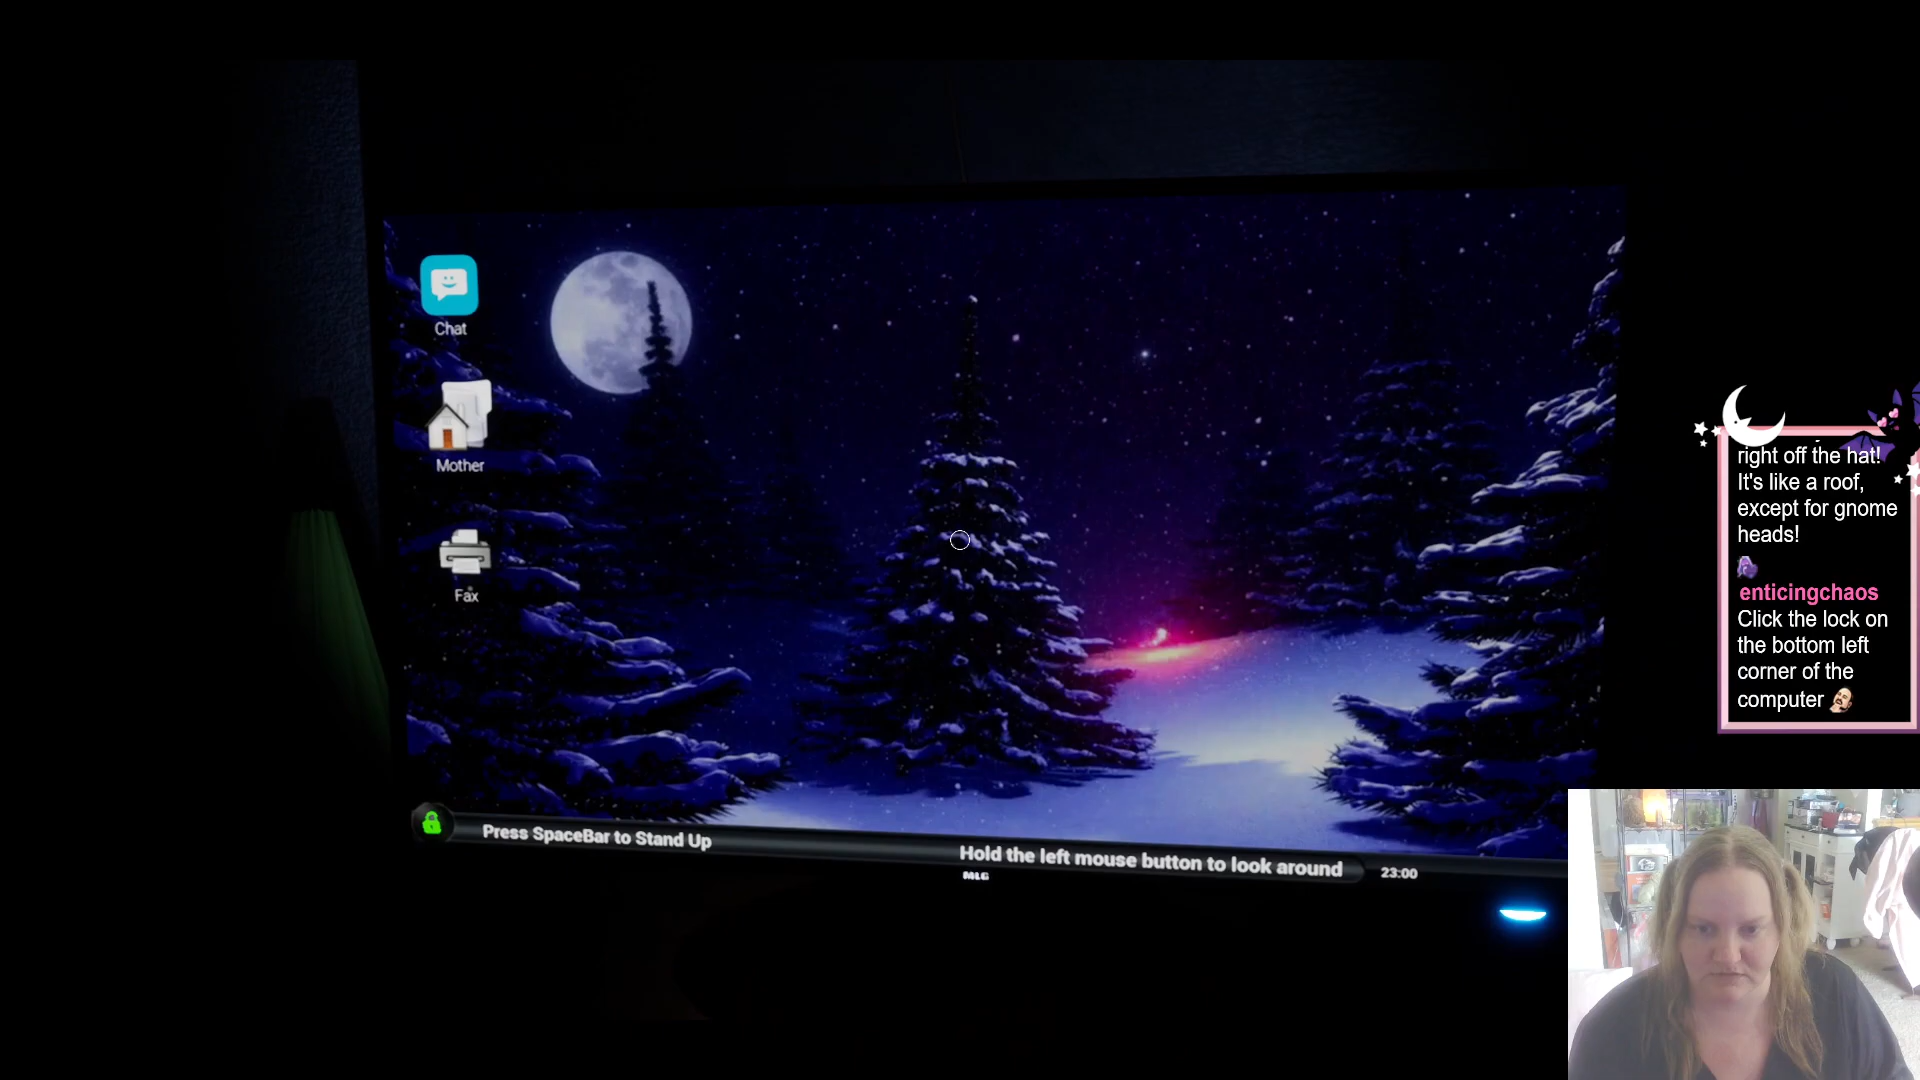 Chat
Mother
Fax
Press SpaceBar to Stand Up
Hold the left mouse button to look around
23:00
MLG
right off the hat!
It's like a roof,
except for gnome
heads!
enticingchaos
Click the lock on
the bottom left
corner of the
computer